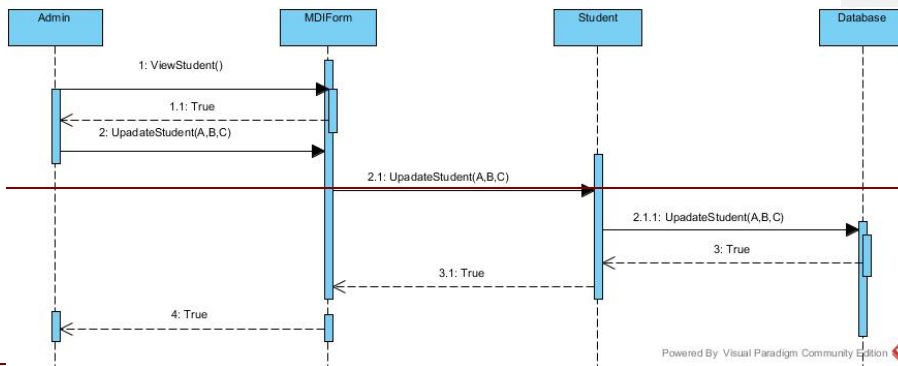 Admin
MDIForm
Student
Database
1: ViewStudent()
1.1: True
2: UpadateStudent(A,B,C)
2.1: UpadateStudent(A,B,C)
2.1.1: UpadateStudent(A,B,C)
3: True
3.1: True
4: True
Powered By Visual Paradigm Community Edition